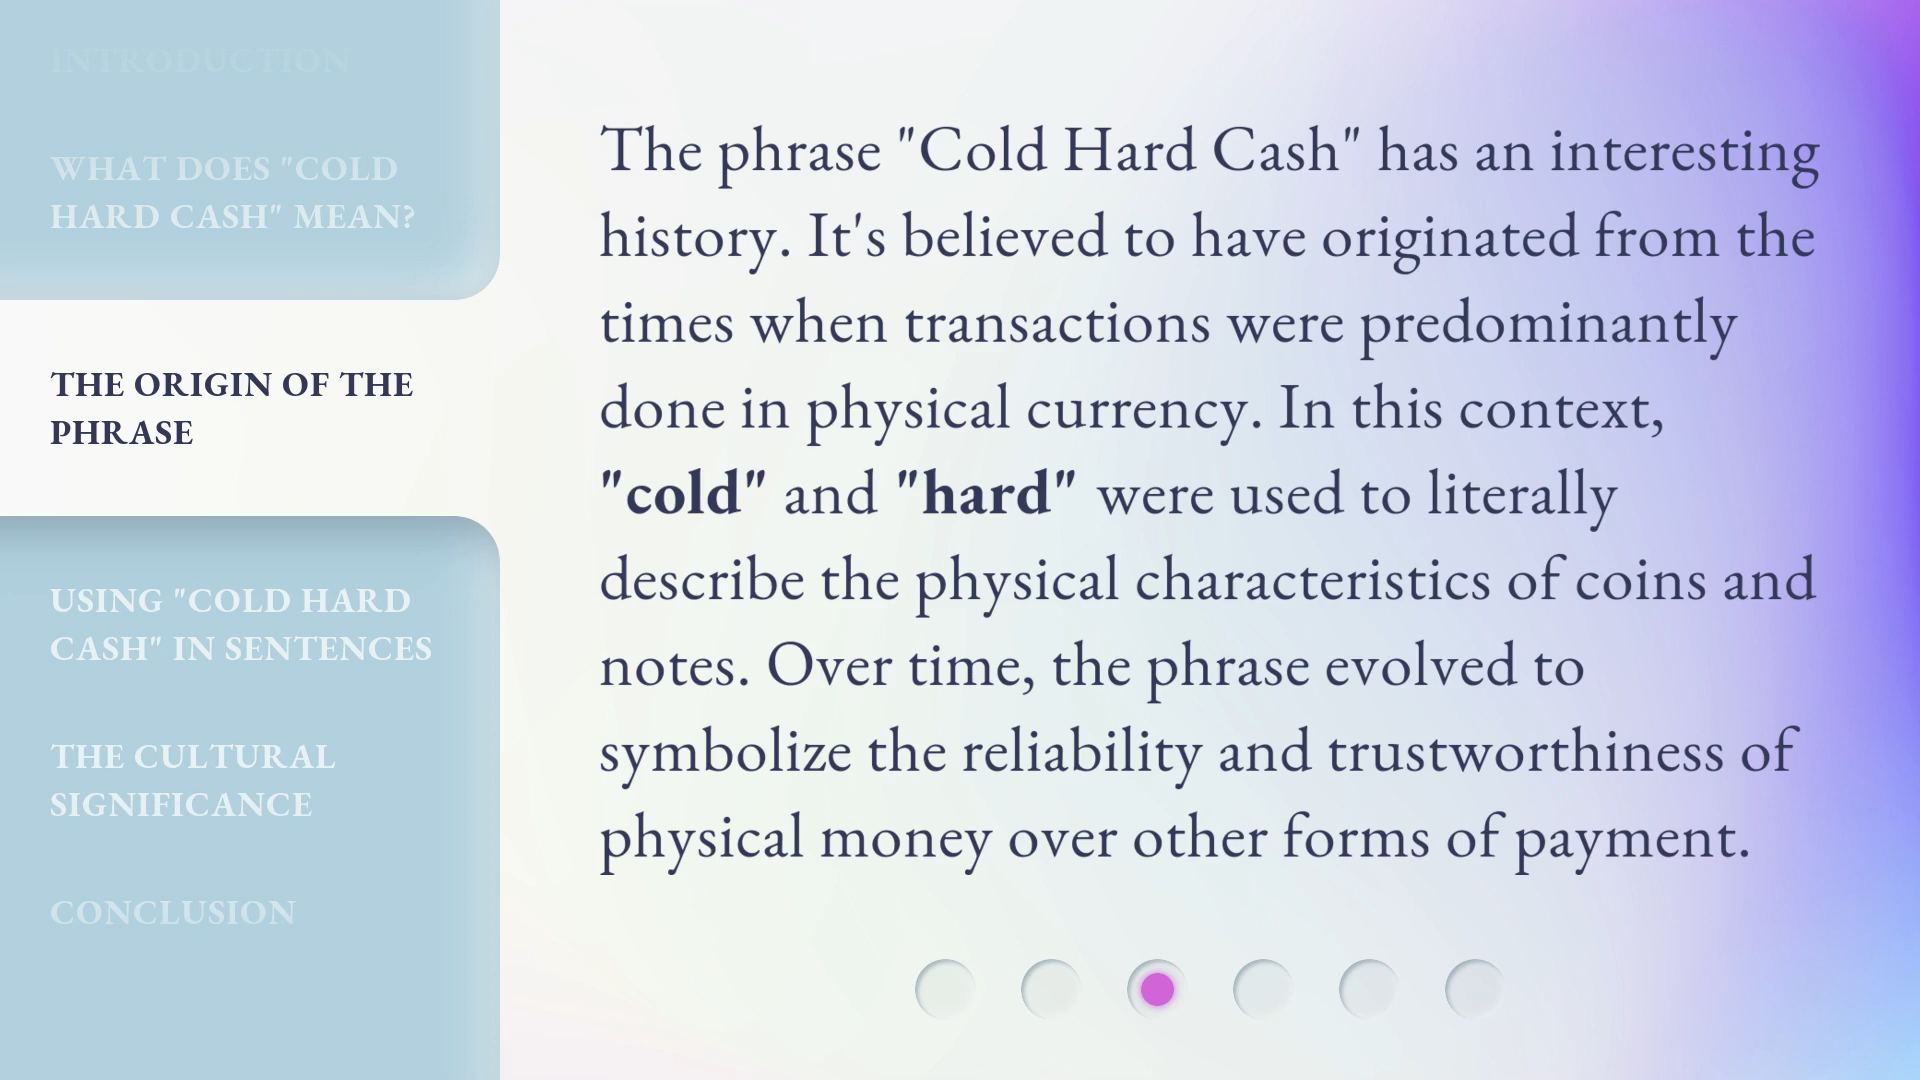 INTRODUCTION
WHAT DOES "COLD
HARD CASH" MEAN?
THE ORIGIN OF THE
PHRASE
USING "COLD HARD
CASH" IN SENTENCES
THE CULTURAL
SIGNIFICANCE
CONCLUSION
The phrase "Cold Hard Cash" has an interesting
history. It's believed to have originated from the
times when transactions were predominantly
done in physical currency. In this context,
"cold" and "hard" were used to literally
describe the physical characteristics of coins and
notes. Over time, the phrase evolved to
symbolize the reliability and trustworthiness of
physical money over other forms of payment.